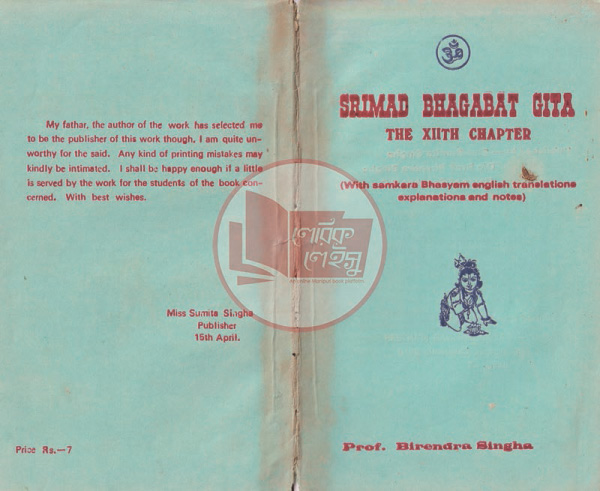 My fathar, the author of the work has selected me
to be the publisher of this work though, I am quite un-
worthy for the said. Any kind of printing mistakes may
kindly be intimated. I shall be happy enough if a little
is served by the work for the students of the book con-
cerned. With best wishes.
Miss Sumita Singha
Publisher
15th April.
Price Rs.—7
ॐ
SRIMAD BHAGABAT GITA
THE XIITH CHAPTER
(With samkara Bhasyam english translations
explanations and notes)
Prof. Birendra Singha
পৌরিক